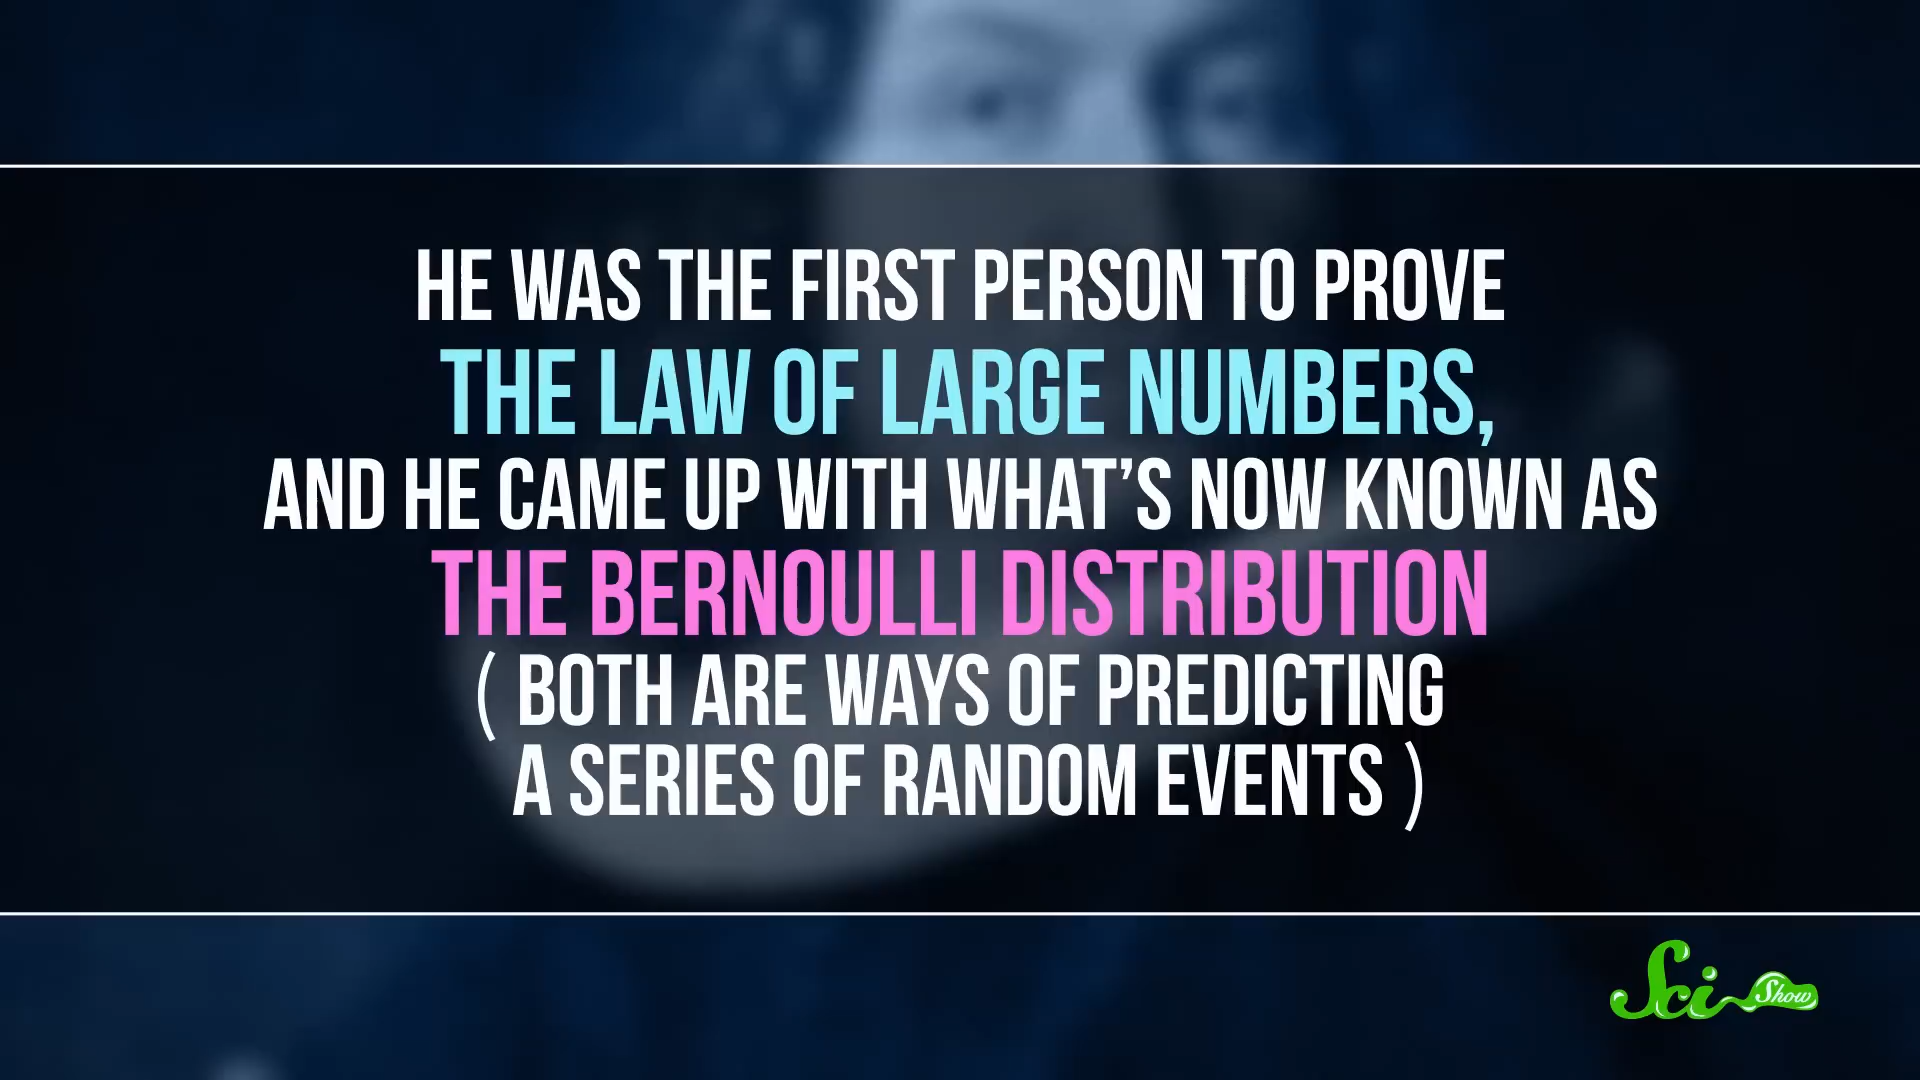 HE WAS THE FIRST PERSON TO PROVE
THE LAW OF LARGE NUMBERS,
AND HE CAME UP WITH WHAT'S NOW KNOWN AS
THE BERNOULLI DISTRIBUTION
( BOTH ARE WAYS OF PREDICTING
A SERIES OF RANDOM EVENTS )
Sci Show